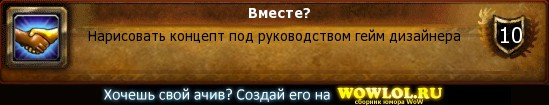 Вместе?
Нарисовать концепт под руководством гейм дизайнера
10
Хочешь свой ачив? Создай его на WOWLOL.RU
сборник юмора WoW